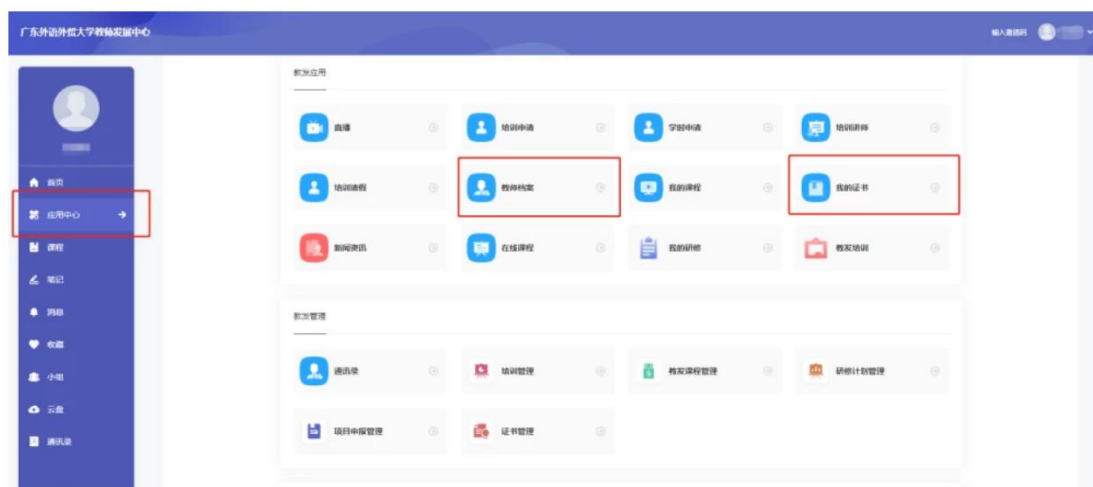 广东外语外贸大学教师发展中心
输入邀请码
首页
应用中心
课程
笔记
消息
收藏
小组
云盘
通讯录
教发应用
直播
培训申请
学时申请
培训讲师
培训请假
教师档案
我的课程
我的证书
新闻资讯
在线课程
我的研修
教发培训
教发管理
通讯录
培训管理
教发课程管理
研修计划管理
项目申报管理
证书管理